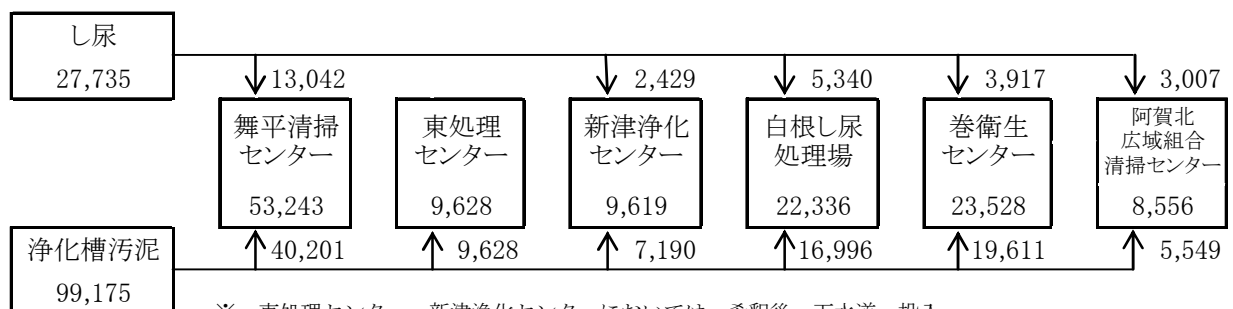 し尿
27,735
13,042
2,429
5,340
3,917
3,007
舞平清掃
センター
53,243
東処理
センター
9,628
新津浄化
センター
9,619
白根し尿
処理場
22,336
巻衛生
センター
23,528
阿賀北
広域組合
清掃センター
8,556
浄化槽汚泥
99,175
40,201
9,628
7,190
16,996
19,611
5,549